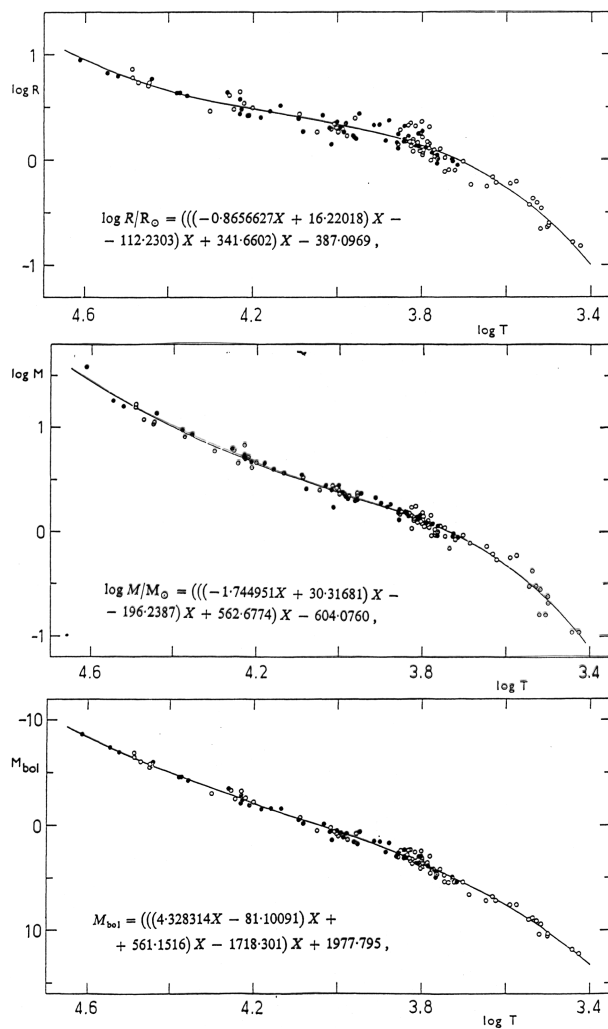 1
log R
0
-1
log R/R⊙ = (((−0·8656627X + 16·22018) X −
− 112·2303) X + 341·6602) X − 387·0969 ,
4.6
4.2
3.8
3.4
log T
log M
1
0
-1
log M/M⊙ = (((−1·744951X + 30·31681) X −
− 196·2387) X + 562·6774) X − 604·0760 ,
4.6
4.2
3.8
3.4
log T
-10
M_bol
0
10
M_bol = (((4·328314X − 81·10091) X +
+ 561·1516) X − 1718·301) X + 1977·795 ,
4.6
4.2
3.8
3.4
log T